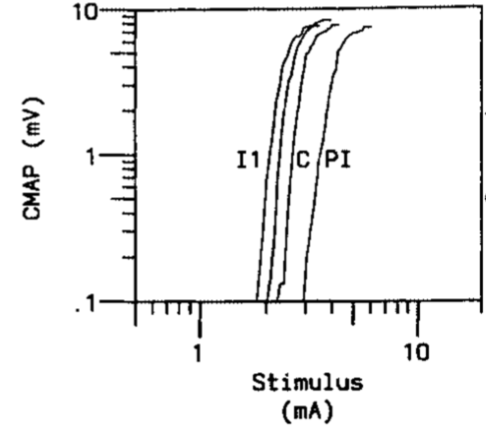 10
CMAP (mV)
1
I1 C PI
.1
1 10
Stimulus
(mA)